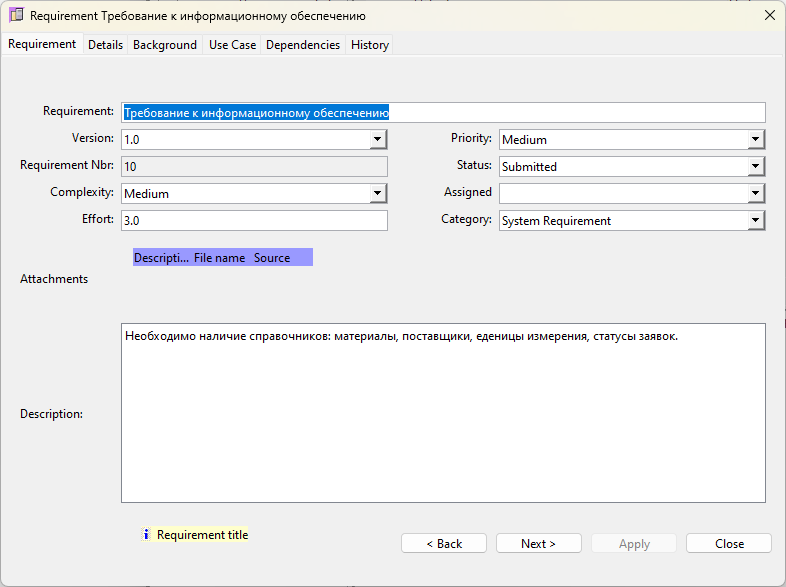 Requirement Требование к информационному обеспечению
Requirement Details Background Use Case Dependencies History
Requirement: Требование к информационному обеспечению
Version: 1.0 Priority: Medium
Requirement Nbr: 10 Status: Submitted
Complexity: Medium Assigned
Effort: 3.0 Category: System Requirement
Descripti... File name Source
Attachments
Необходимо наличие справочников: материалы, поставщики, еденицы измерения, статусы заявок.
Description:
i Requirement title
< Back Next > Apply Close